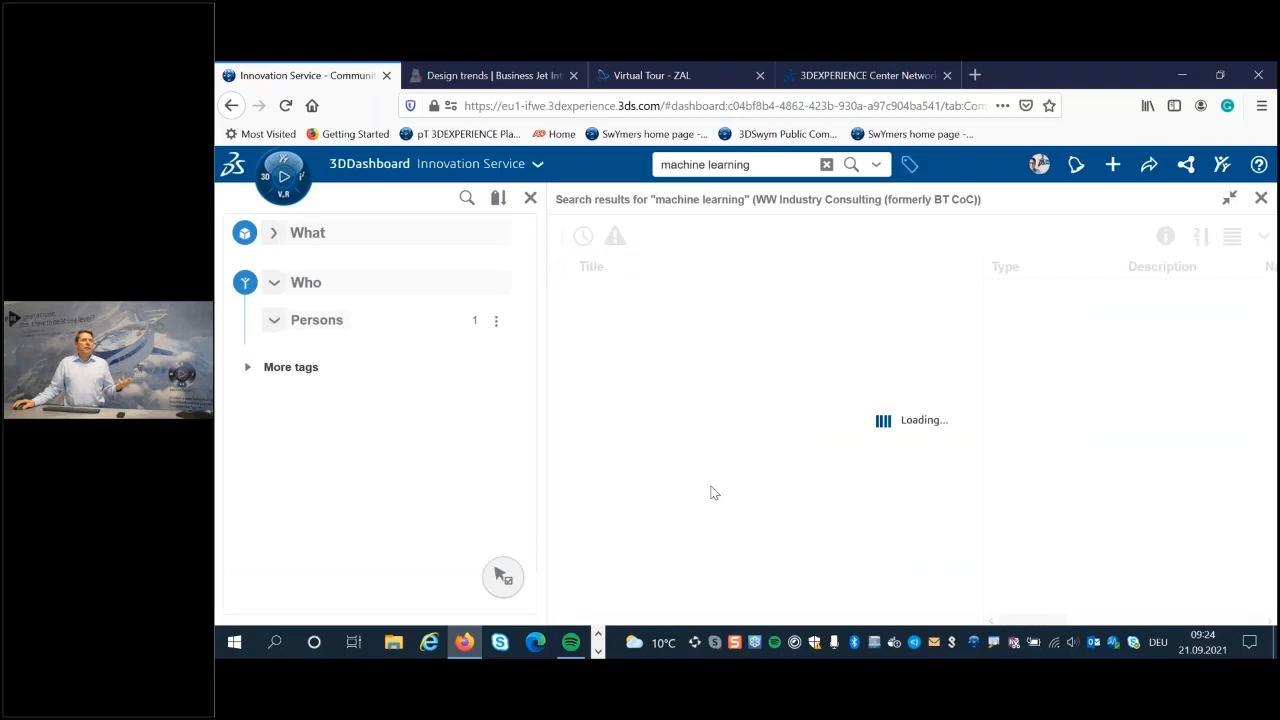 Innovation Service - Communit
Design trends | Business Jet Int
Virtual Tour - ZAL
3DEXPERIENCE Center Network
https://eu1-ifwe.3dexperience.3ds.com/#dashboard:c04bf8b4-4862-423b-930a-a97c904ba541/tab:Com
Most Visited
Getting Started
pT 3DEXPERIENCE Pla...
Home
SwYmers home page -...
3DSwym Public Com...
SwYmers home page -...
3D
V.R
3DDashboard Innovation Service
machine learning
Search results for "machine learning" (WW Industry Consulting (formerly BT CoC))
What
Who
Persons 1
More tags
Title
Type
Description
Loading...
10°C
DEU
09:24
21.09.2021